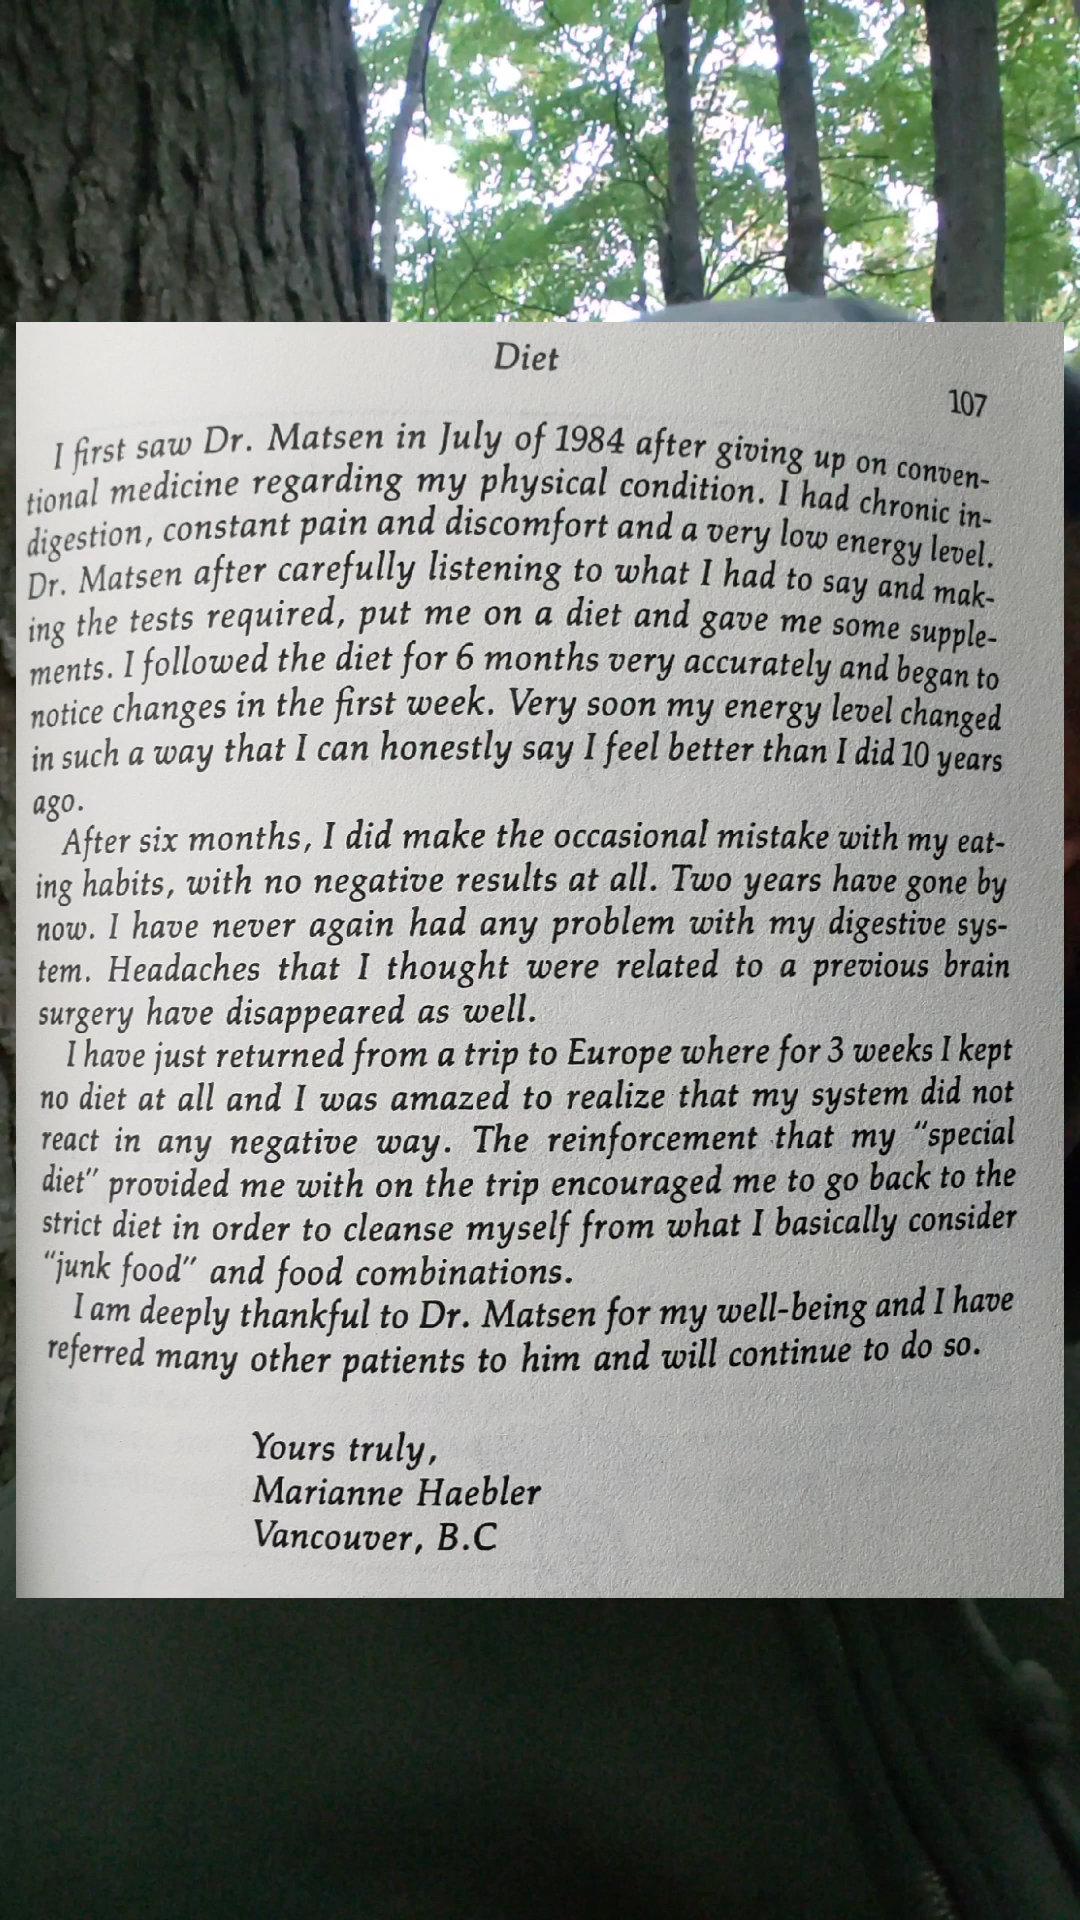 Diet
107
I first saw Dr. Matsen in July of 1984 after giving up on conven-
tional medicine regarding my physical condition. I had chronic in-
digestion, constant pain and discomfort and a very low energy level.
Dr. Matsen after carefully listening to what I had to say and mak-
ing the tests required, put me on a diet and gave me some supple-
ments. I followed the diet for 6 months very accurately and began to
notice changes in the first week. Very soon my energy level changed
in such a way that I can honestly say I feel better than I did 10 years
ago.
After six months, I did make the occasional mistake with my eat-
ing habits, with no negative results at all. Two years have gone by
now. I have never again had any problem with my digestive sys-
tem. Headaches that I thought were related to a previous brain
surgery have disappeared as well.
I have just returned from a trip to Europe where for 3 weeks I kept
no diet at all and I was amazed to realize that my system did not
react in any negative way. The reinforcement that my "special
diet" provided me with on the trip encouraged me to go back to the
strict diet in order to cleanse myself from what I basically consider
"junk food" and food combinations.
I am deeply thankful to Dr. Matsen for my well-being and I have
referred many other patients to him and will continue to do so.
Yours truly,
Marianne Haebler
Vancouver, B.C